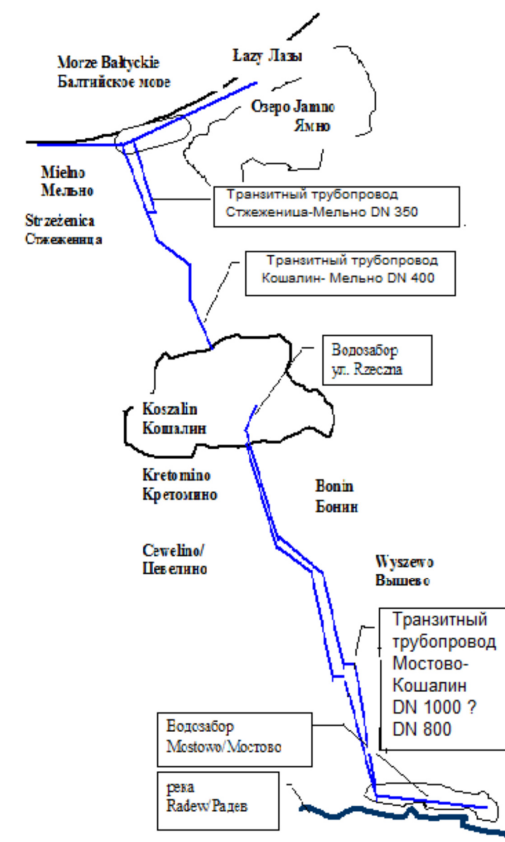 Morze Bałtyckie
Балтийское море
Łazy Лазы
Озеро Jamno
Ямно
Mielno
Мельно
Strzeżenica
Стжеженица
Транзитный трубопровод
Стжеженица-Мельно DN 350
Транзитный трубопровод
Кошалин- Мельно DN 400
Водозабор
ул. Rzeczna
Koszalin
Кошалин
Kretomino
Кретомино
Bonin
Бонин
Cewelino/
Цевелино
Wyszewo
Вышево
Транзитный
трубопровод
Мостово-
Кошалин
DN 1000 ?
DN 800
Водозабор
Mostowo/Мостово
река
Radew/Радев